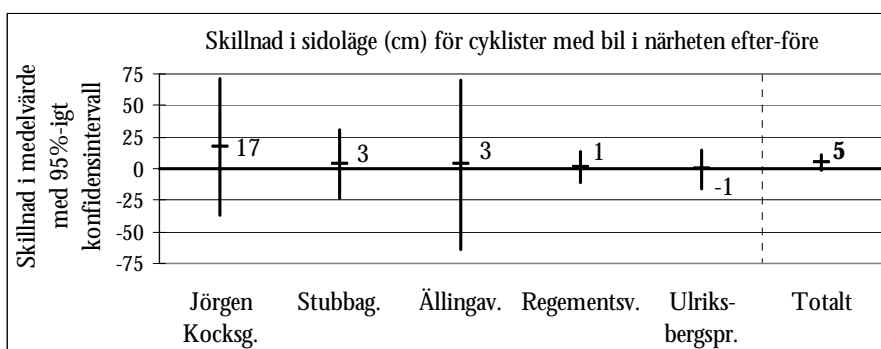 Skillnad i sidoläge (cm) för cyklister med bil i närheten efter-före
Skillnad i medelvärde
med 95%-igt
konfidensintervall
75
50
25
0
-25
-50
-75
17
3
3
1
-1
5
Jörgen
Kocksg.
Stubbag.
Ällingav.
Regementsv.
Ulriks-
bergspr.
Totalt